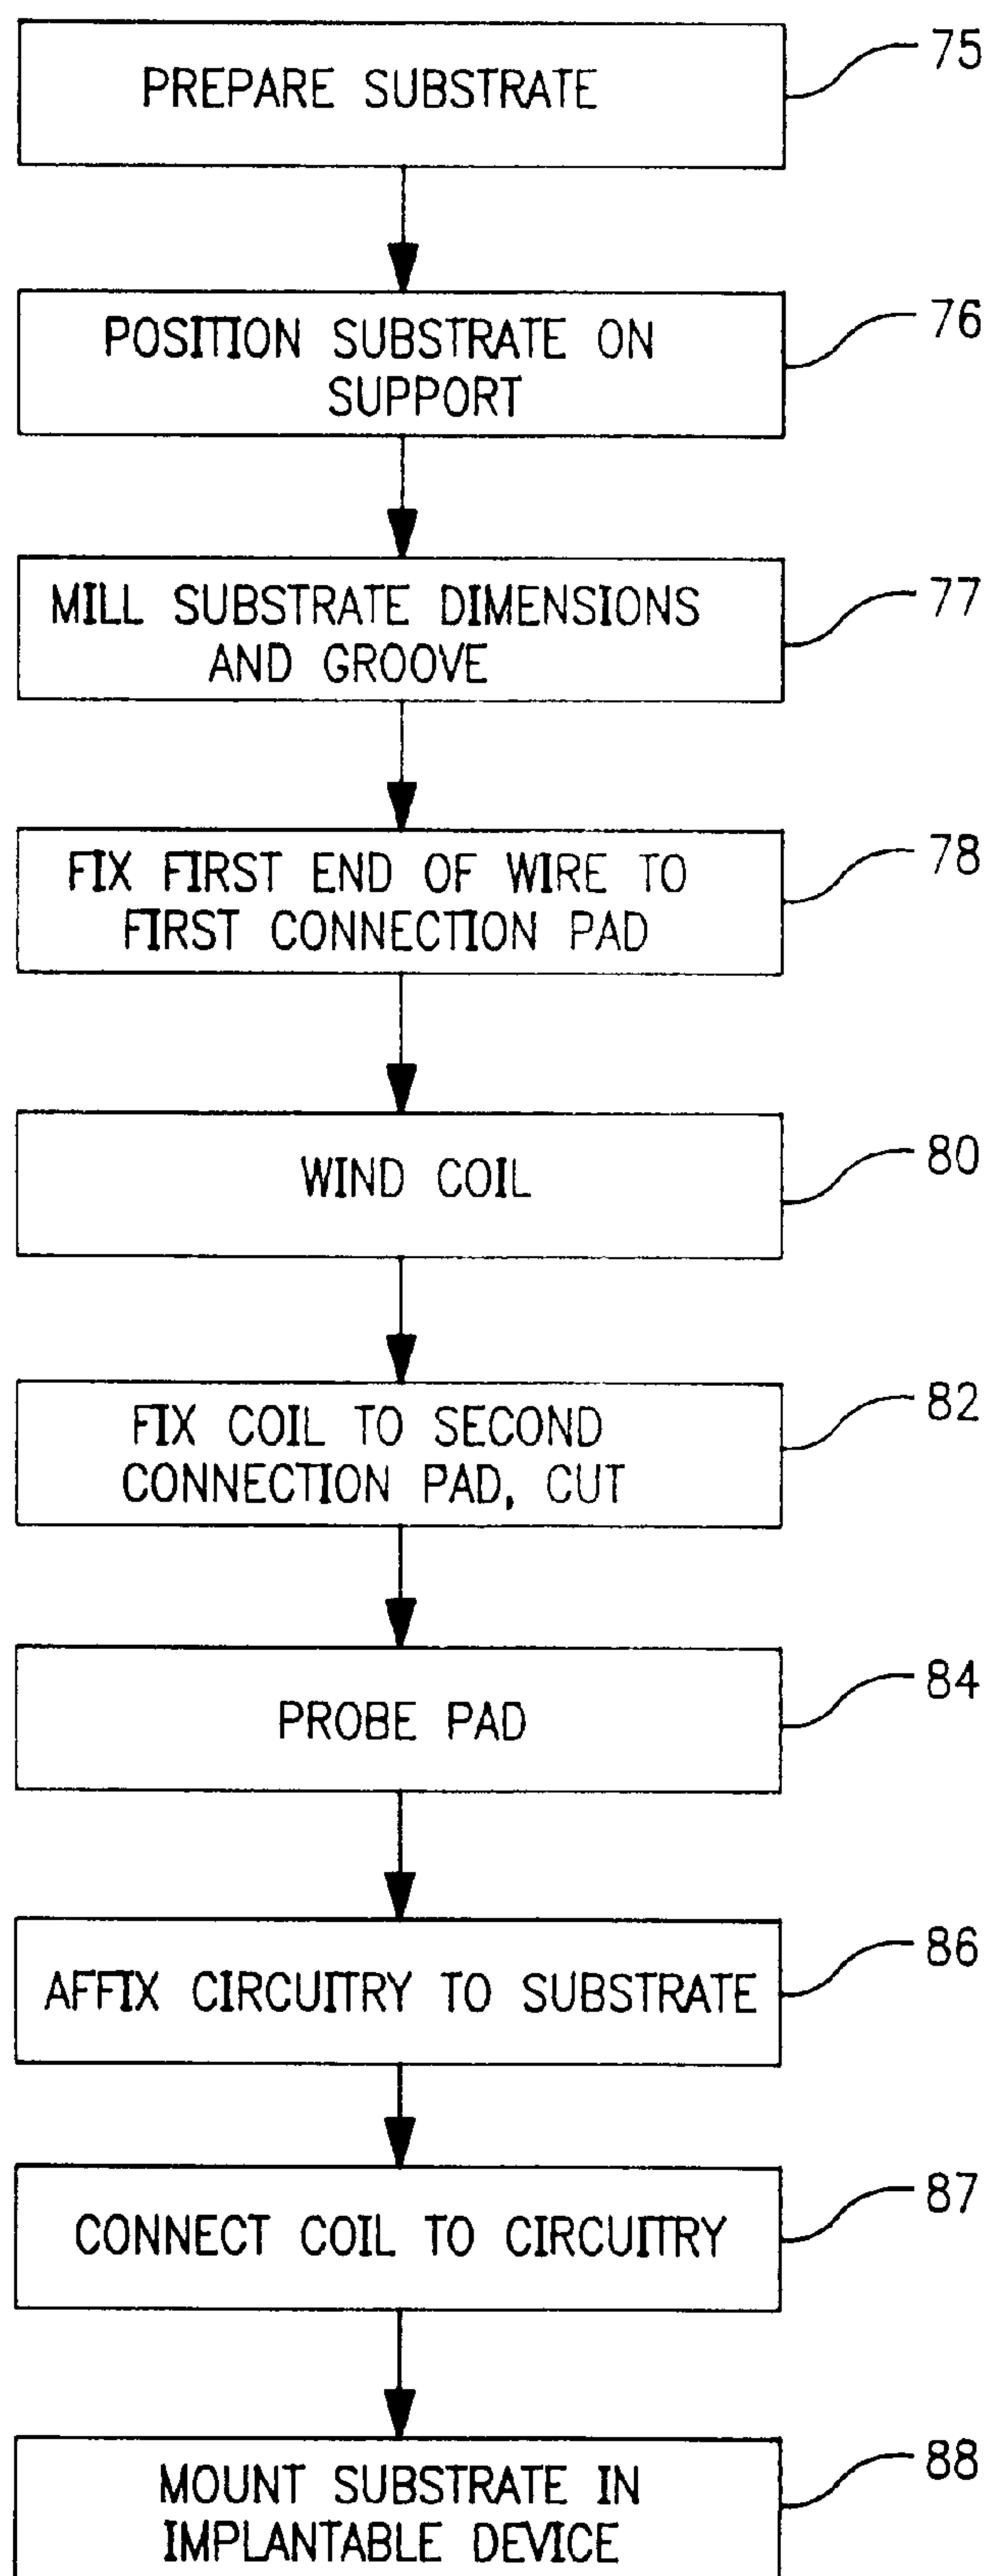 PREPARE SUBSTRATE
75
POSITION SUBSTRATE ON
SUPPORT
76
MILL SUBSTRATE DIMENSIONS
AND GROOVE
77
FIX FIRST END OF WIRE TO
FIRST CONNECTION PAD
78
WIND COIL
80
FIX COIL TO SECOND
CONNECTION PAD, CUT
82
PROBE PAD
84
AFFIX CIRCUITRY TO SUBSTRATE
86
CONNECT COIL TO CIRCUITRY
87
MOUNT SUBSTRATE IN
IMPLANTABLE DEVICE
88